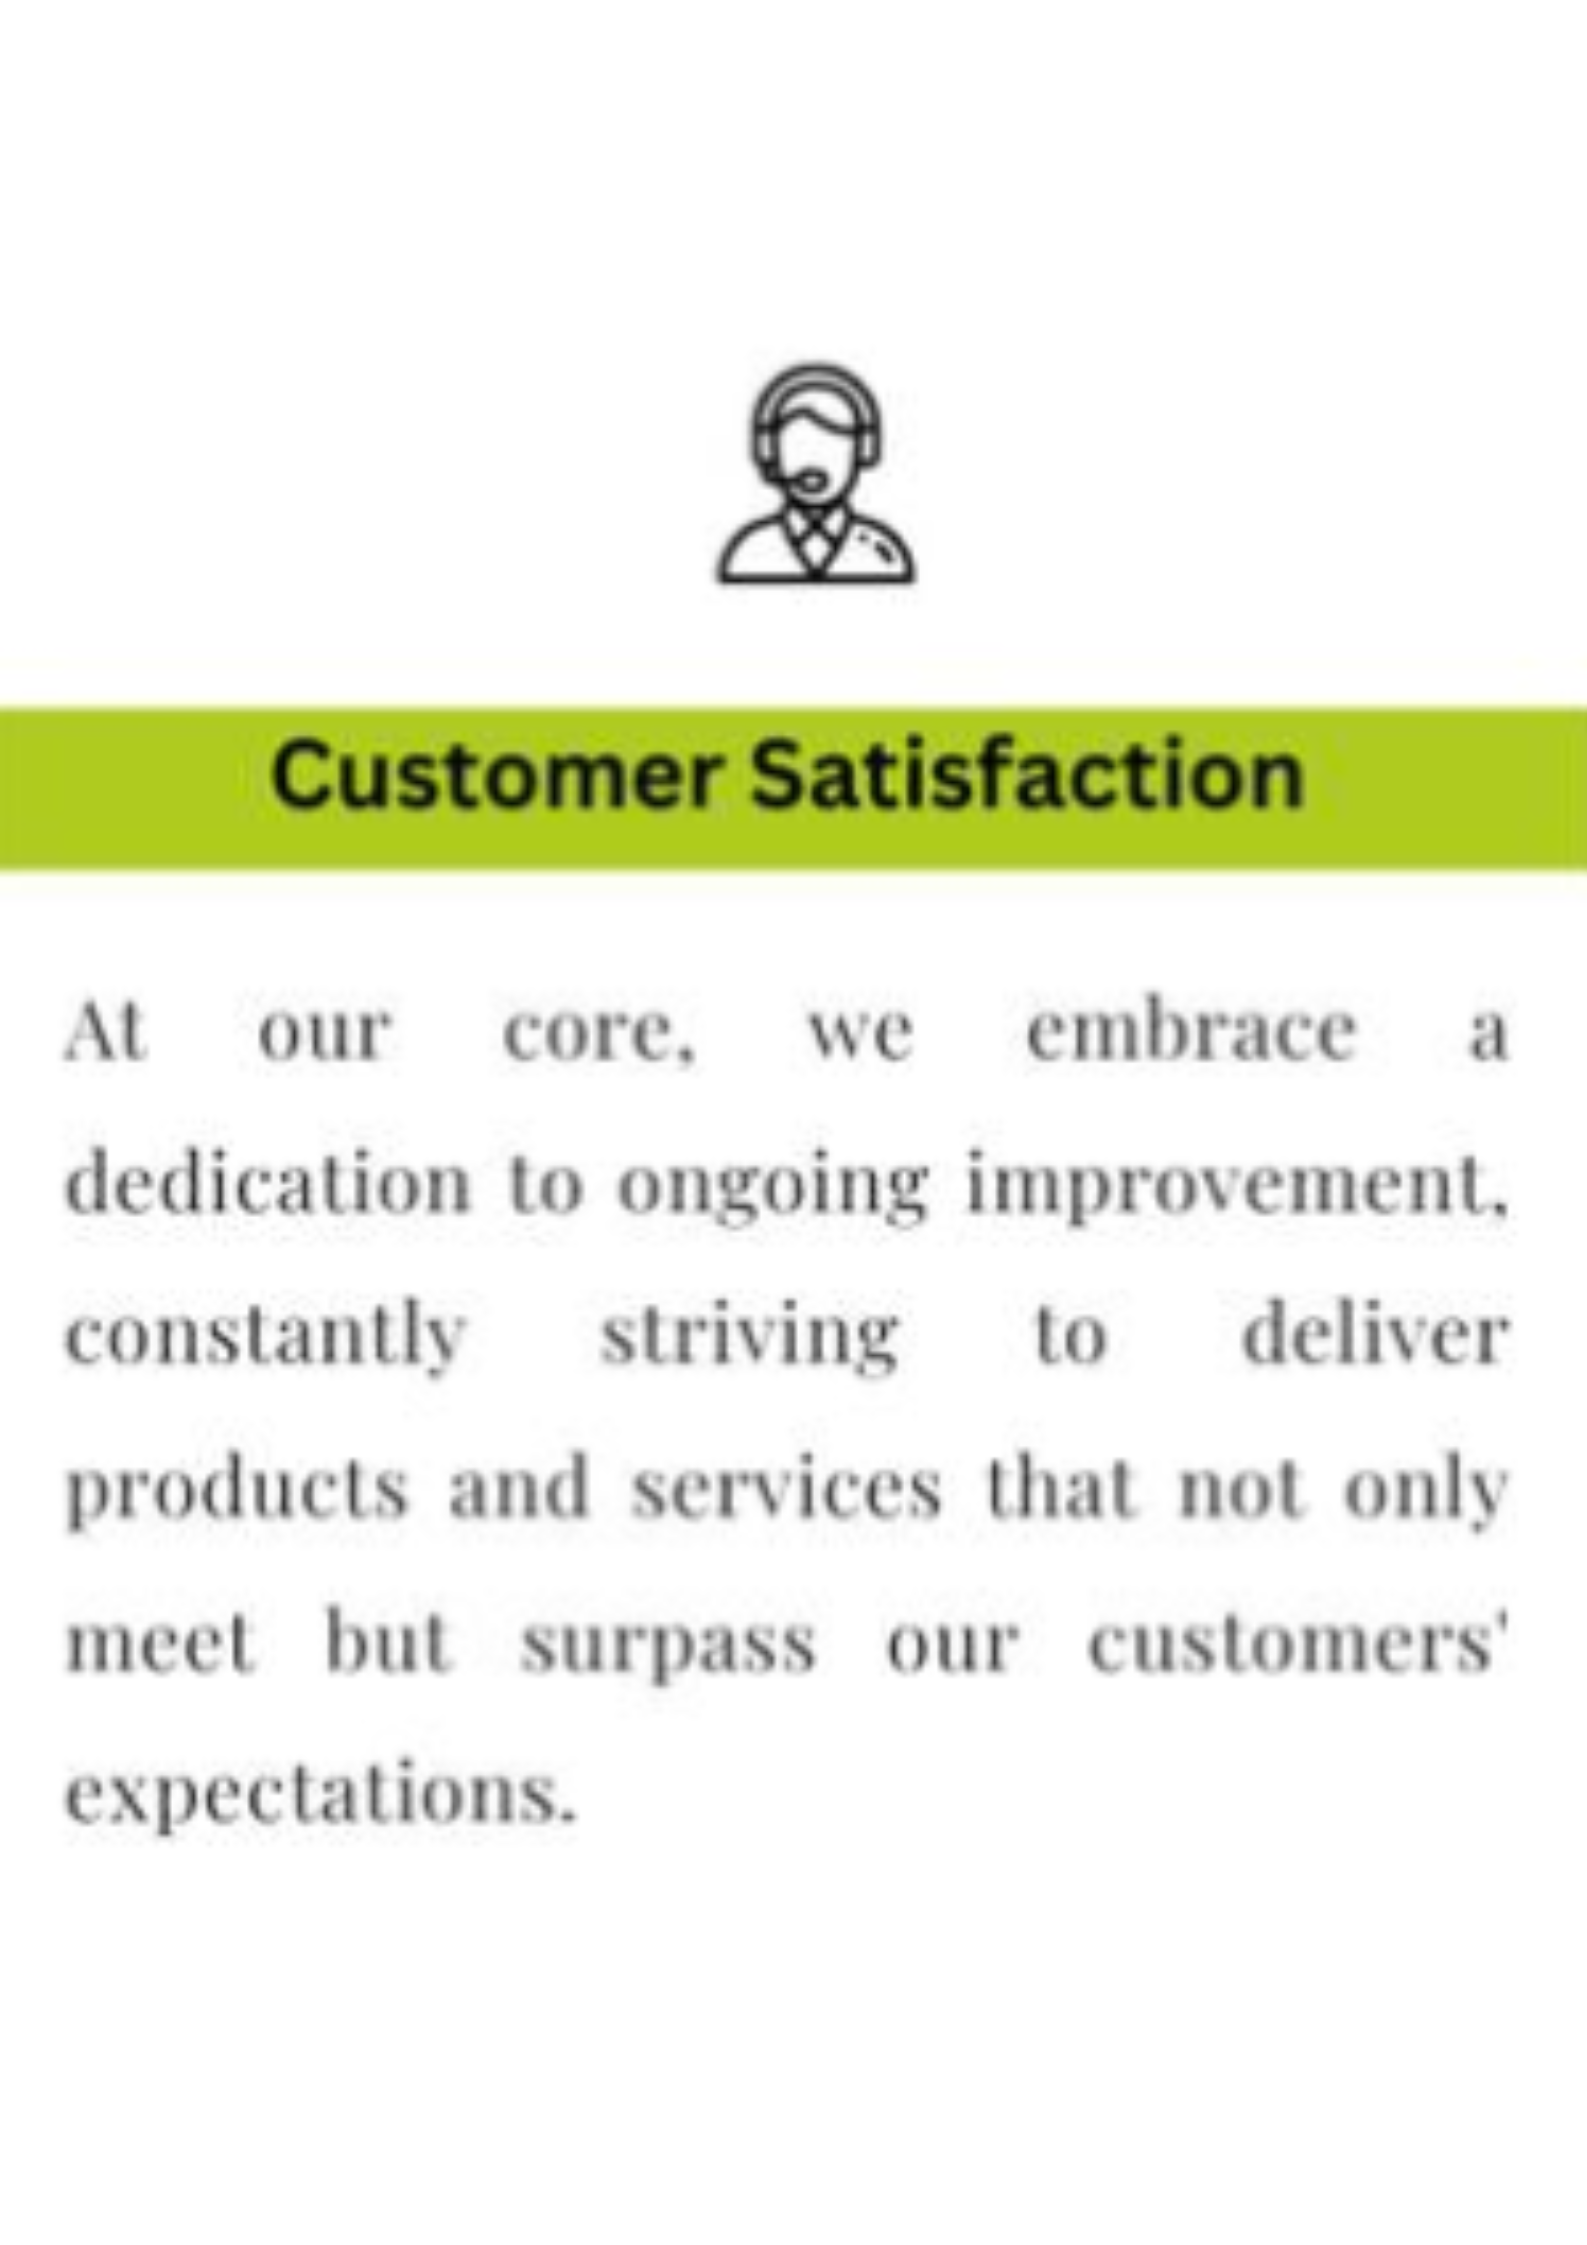 Customer Satisfaction
At our core, we embrace a
dedication to ongoing improvement,
constantly striving to deliver
products and services that not only
meet but surpass our customers'
expectations.